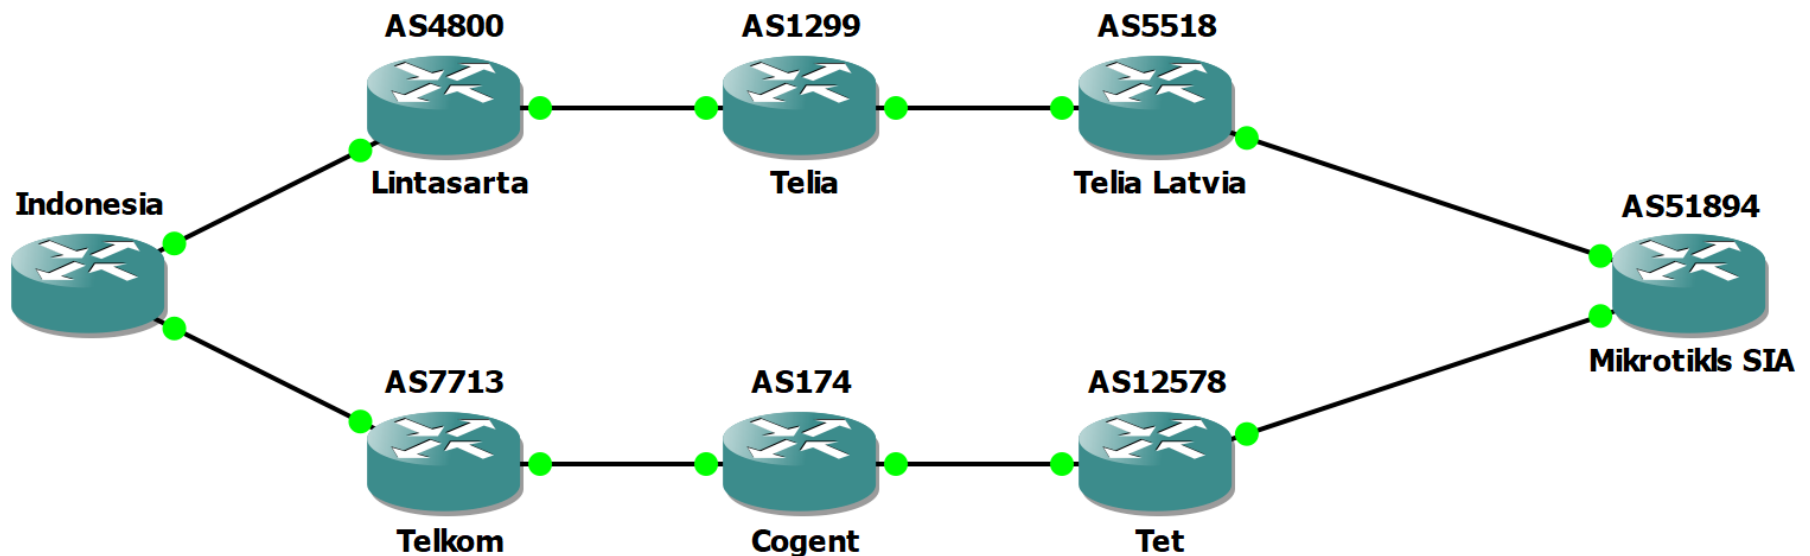 AS4800
AS1299
AS5518
Lintasarta
Telia
Telia Latvia
Indonesia
AS51894
Mikrotikls SIA
AS7713
AS174
AS12578
Telkom
Cogent
Tet